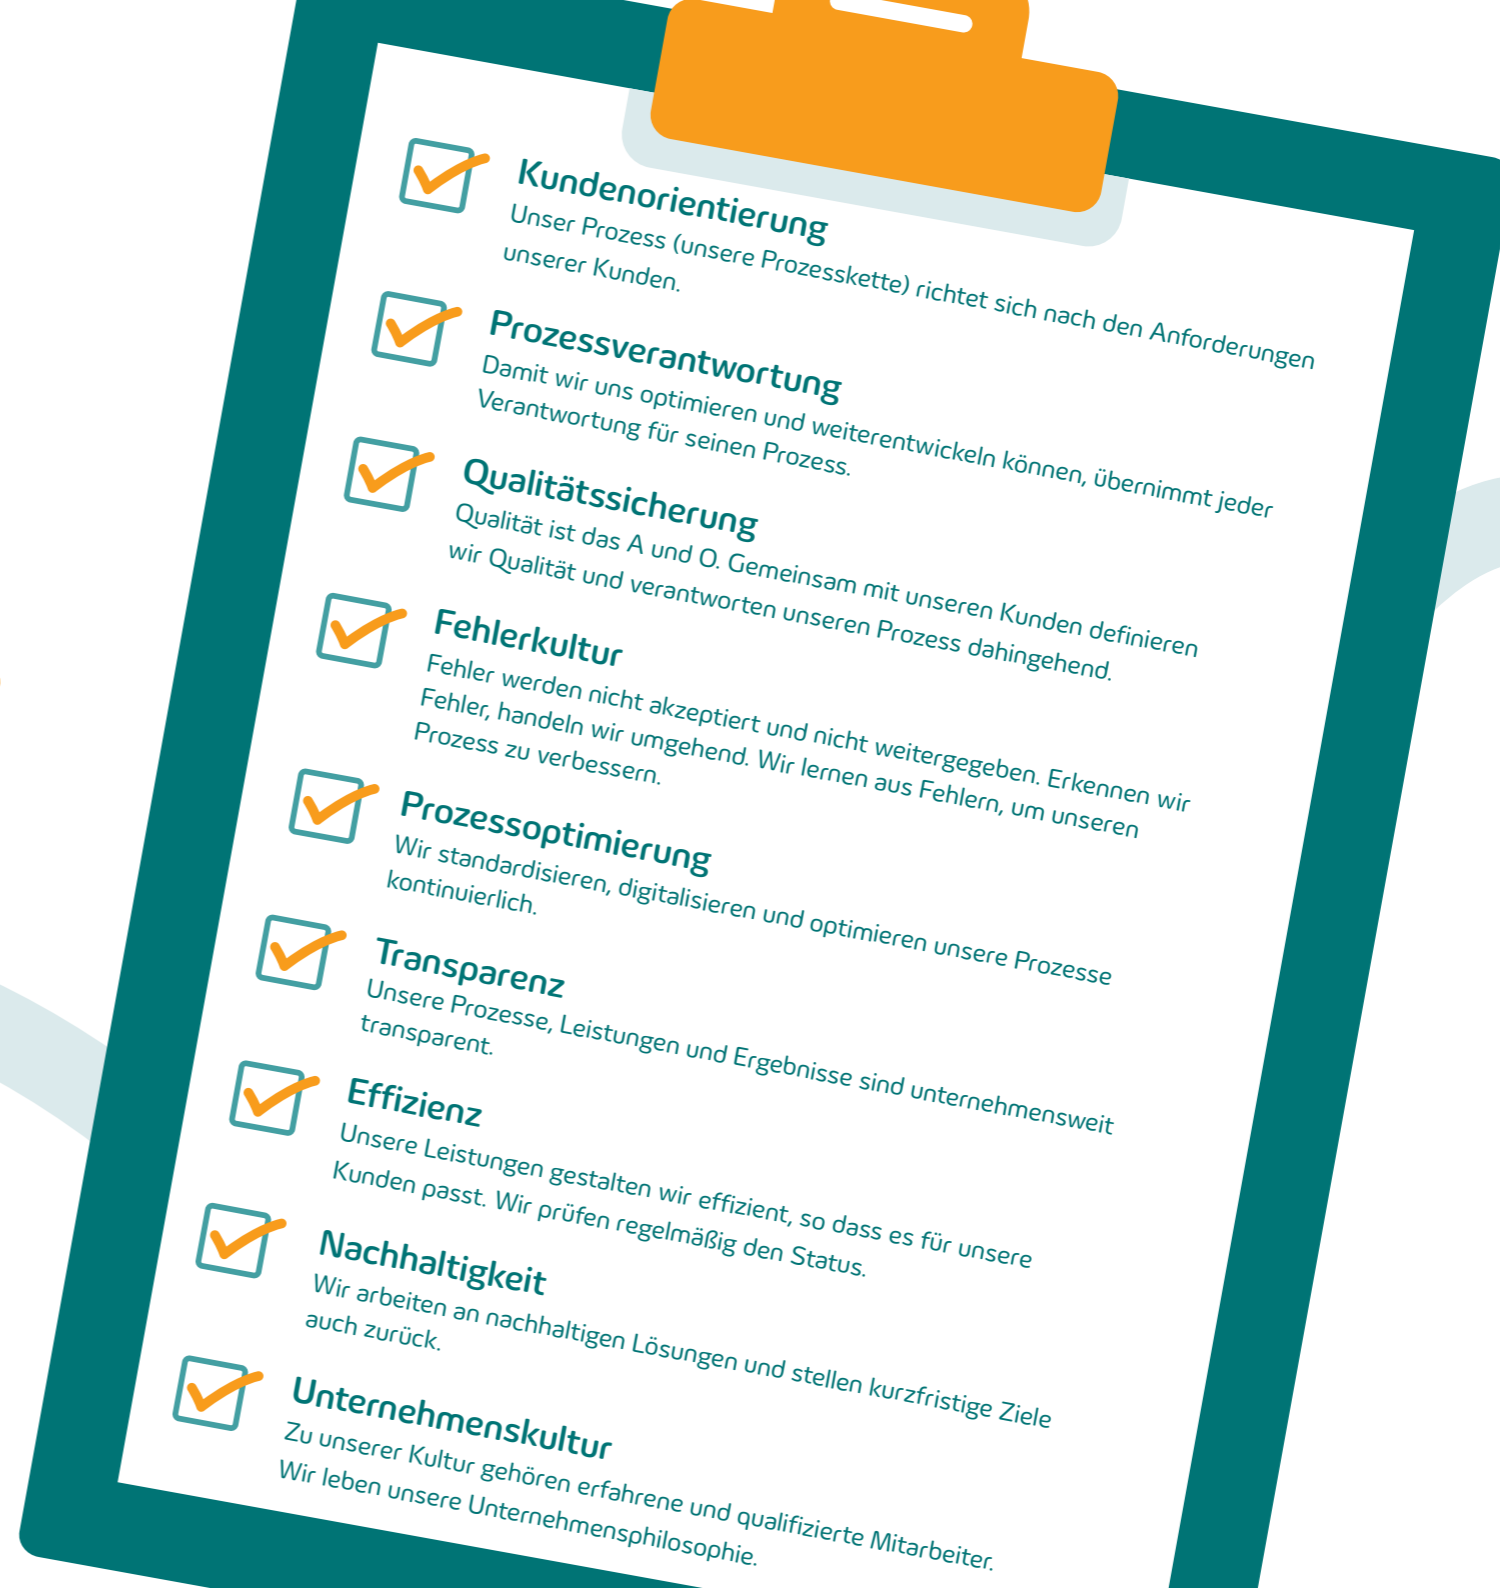 Kundenorientierung
Unser Prozess (unsere Prozesskette) richtet sich nach den Anforderungen
unserer Kunden.
Prozessverantwortung
Damit wir uns optimieren und weiterentwickeln können, übernimmt jeder
Verantwortung für seinen Prozess.
Qualitätssicherung
Qualität ist das A und O. Gemeinsam mit unseren Kunden definieren
wir Qualität und verantworten unseren Prozess dahingehend.
Fehlerkultur
Fehler werden nicht akzeptiert und nicht weitergegeben. Erkennen wir
Fehler, handeln wir umgehend. Wir lernen aus Fehlern, um unseren
Prozess zu verbessern.
Prozessoptimierung
Wir standardisieren, digitalisieren und optimieren unsere Prozesse
kontinuierlich.
Transparenz
Unsere Prozesse, Leistungen und Ergebnisse sind unternehmensweit
transparent.
Effizienz
Unsere Leistungen gestalten wir effizient, so dass es für unsere
Kunden passt. Wir prüfen regelmäßig den Status.
Nachhaltigkeit
Wir arbeiten an nachhaltigen Lösungen und stellen kurzfristige Ziele
auch zurück.
Unternehmenskultur
Zu unserer Kultur gehören erfahrene und qualifizierte Mitarbeiter.
Wir leben unsere Unternehmensphilosophie.